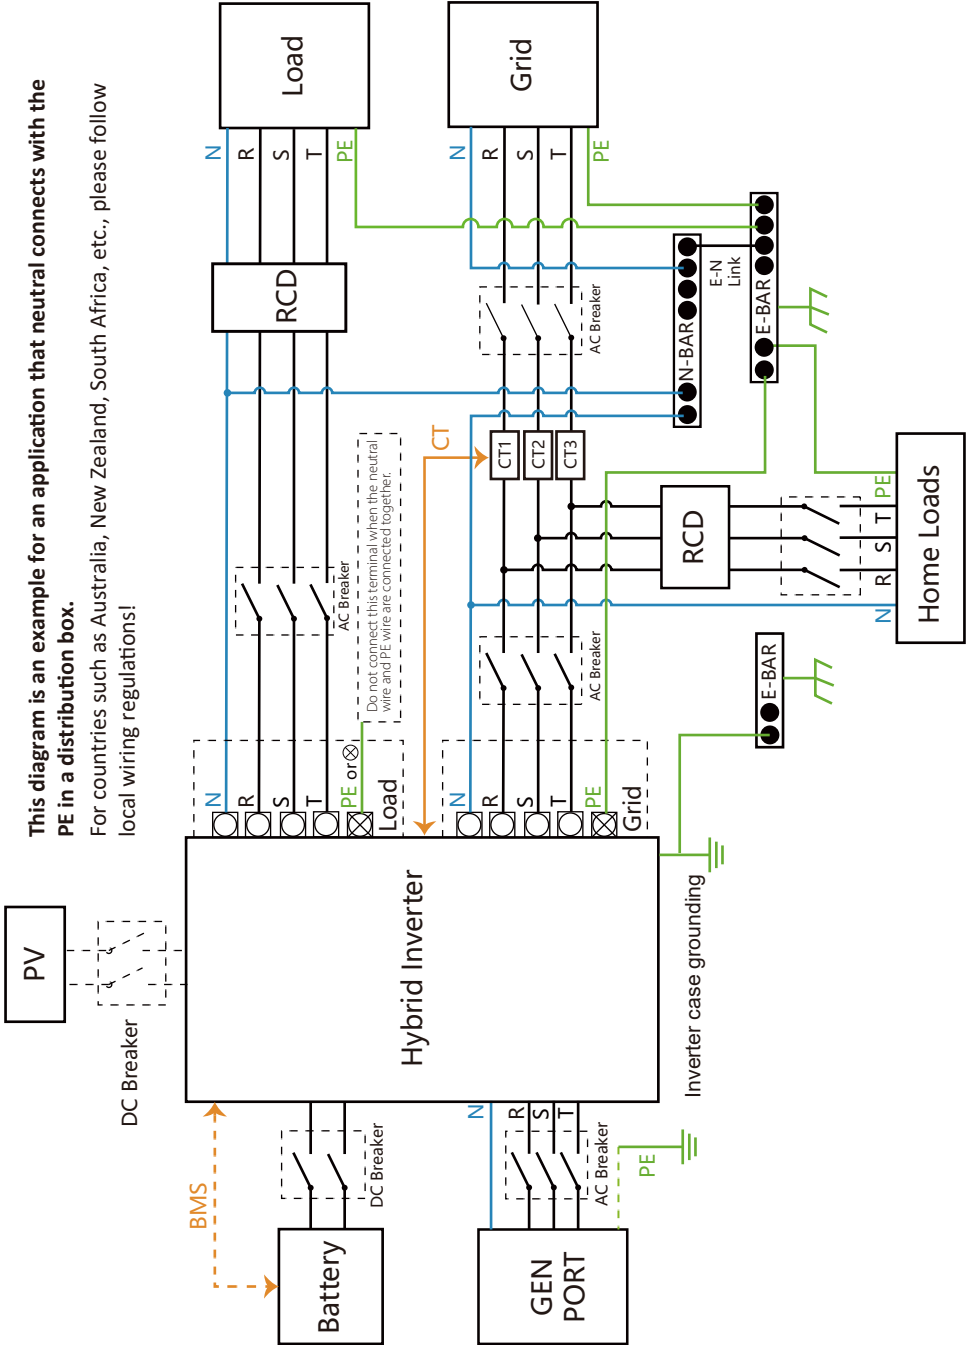 This diagram is an example for an application that neutral connects with the
PE in a distribution box.
For countries such as Australia, New Zealand, South Africa, etc., please follow
local wiring regulations!
PV
DC Breaker
BMS
Battery
DC Breaker
GEN
PORT
N
R
S
T
AC Breaker
PE
Hybrid Inverter
Inverter case grounding
N
R
S
T
PE or
Load
AC Breaker
Do not connect this terminal when the neutral
wire and PE wire are connected together.
RCD
N
R
S
T
PE
Load
CT
N
R
S
T
PE
Grid
AC Breaker
CT1
CT2
CT3
AC Breaker
N
R
S
T
PE
Grid
N-BAR
E-N
Link
E-BAR
RCD
N
R
S
T
PE
Home Loads
E-BAR